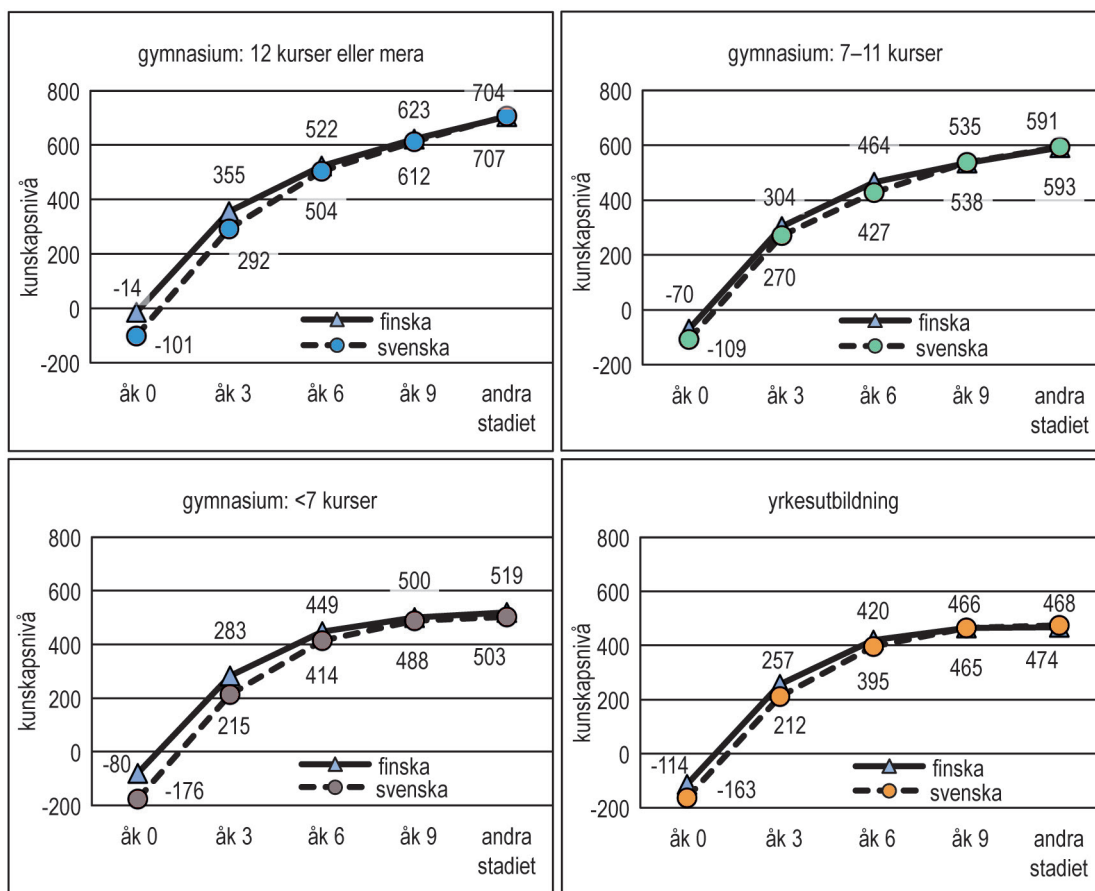 gymnasium: 12 kurser eller mera
800
600
400
200
0
-200
kunskapsnivå
704
623
522
355
-14
707
612
504
292
-101
finska
svenska
åk 0
åk 3
åk 6
åk 9
andra
stadiet
gymnasium: 7–11 kurser
800
600
400
200
0
-200
kunskapsnivå
591
535
464
304
-70
593
538
427
270
-109
finska
svenska
åk 0
åk 3
åk 6
åk 9
andra
stadiet
gymnasium: <7 kurser
800
600
400
200
0
-200
kunskapsnivå
519
500
449
283
-80
503
488
414
215
-176
finska
svenska
åk 0
åk 3
åk 6
åk 9
andra
stadiet
yrkesutbildning
800
600
400
200
0
-200
kunskapsnivå
468
466
420
257
-114
474
465
395
212
-163
finska
svenska
åk 0
åk 3
åk 6
åk 9
andra
stadiet